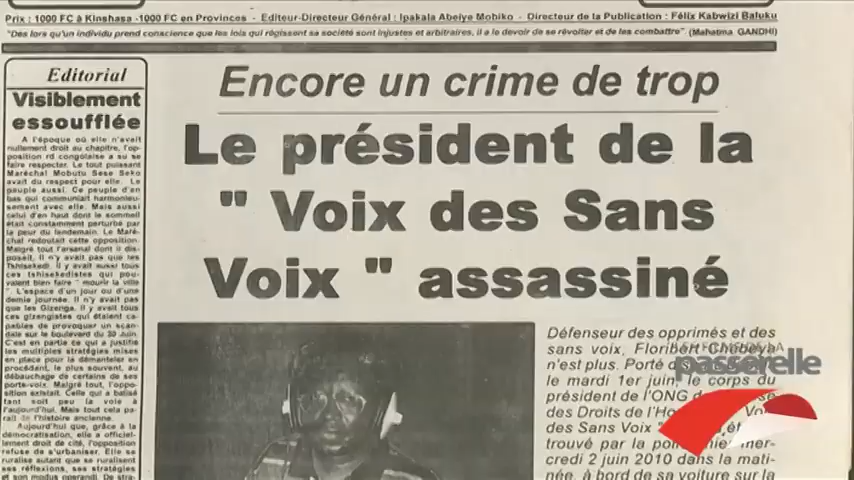 Prix : 1000 FC à Kinshasa -1000 FC en Provinces - Editeur-Directeur Général : Ipakala Abeiye Mobiko - Directeur de la Publication : Félix Kabwizi Baluku
"Dès lors qu'un individu prend conscience que les lois qui régissent sa société sont injustes et arbitraires, il a le devoir de se révolter et de les combattre" (Mahatma GANDHI)
Editorial
Visiblement
essoufflée
A l'époque où elle n'avait
nullement droit au chapitre, l'op-
position rd congolaise a su se
faire respecter. Le tout puissant
Maréchal Mobutu Sese Seko
avait du respect pour elle. Le
peuple aussi. Ce peuple d'en
bas qui communiait harmonieu-
sement avec elle. Mais aussi
celui d'en haut dont le sommeil
était constamment perturbé par
la peur du lendemain. Le Maré-
chal redoutait cette opposition.
Malgré tout l'arsenal dont il dis-
posait. Il n'y avait pas que les
Tshisekedi. Il y avait aussi tous
ces tshisekedistes qui pou-
vaient bien faire " mourir la ville
". L'espace d'un jour ou d'une
demie journée. Il n'y avait pas
que les Gizenga. Il y avait tous
ces gizengistes qui étaient ca-
pables de provoquer un scan-
dale sur le boulevard du 30 Juin.
C'est en partie ce qui a justifié
les multiples stratégies mises
en place pour la démanteler en
procédant, le plus souvent, au
débauchage de certains de ses
porte-voix. Malgré tout, l'oppo-
sition existait. Celle qui a balisé
tant soit peu la voie à
l'aujourd'hui. Mais tout cela pa-
raît de l'histoire ancienne.
Aujourd'hui que, grâce à la
démocratisation, elle a officiel-
lement droit de cité, l'opposition
refuse de s'urbaniser. Elle se
ruralise autant que se ruralisent
ses réflexions, ses stratégies
et son modus operandi. De stra-
Encore un crime de trop
Le président de la
" Voix des Sans
Voix " assassiné
Défenseur des opprimés et des
sans voix, Floribert Chebeya
n'est plus. Porté
le mardi 1er juin, le corps du
président de l'ONG
des Droits de l'Ho
des Sans Voix
trouvé par la
credi 2 juin 2010 dans la mati-
née, à bord de sa voiture sur la
passerelle